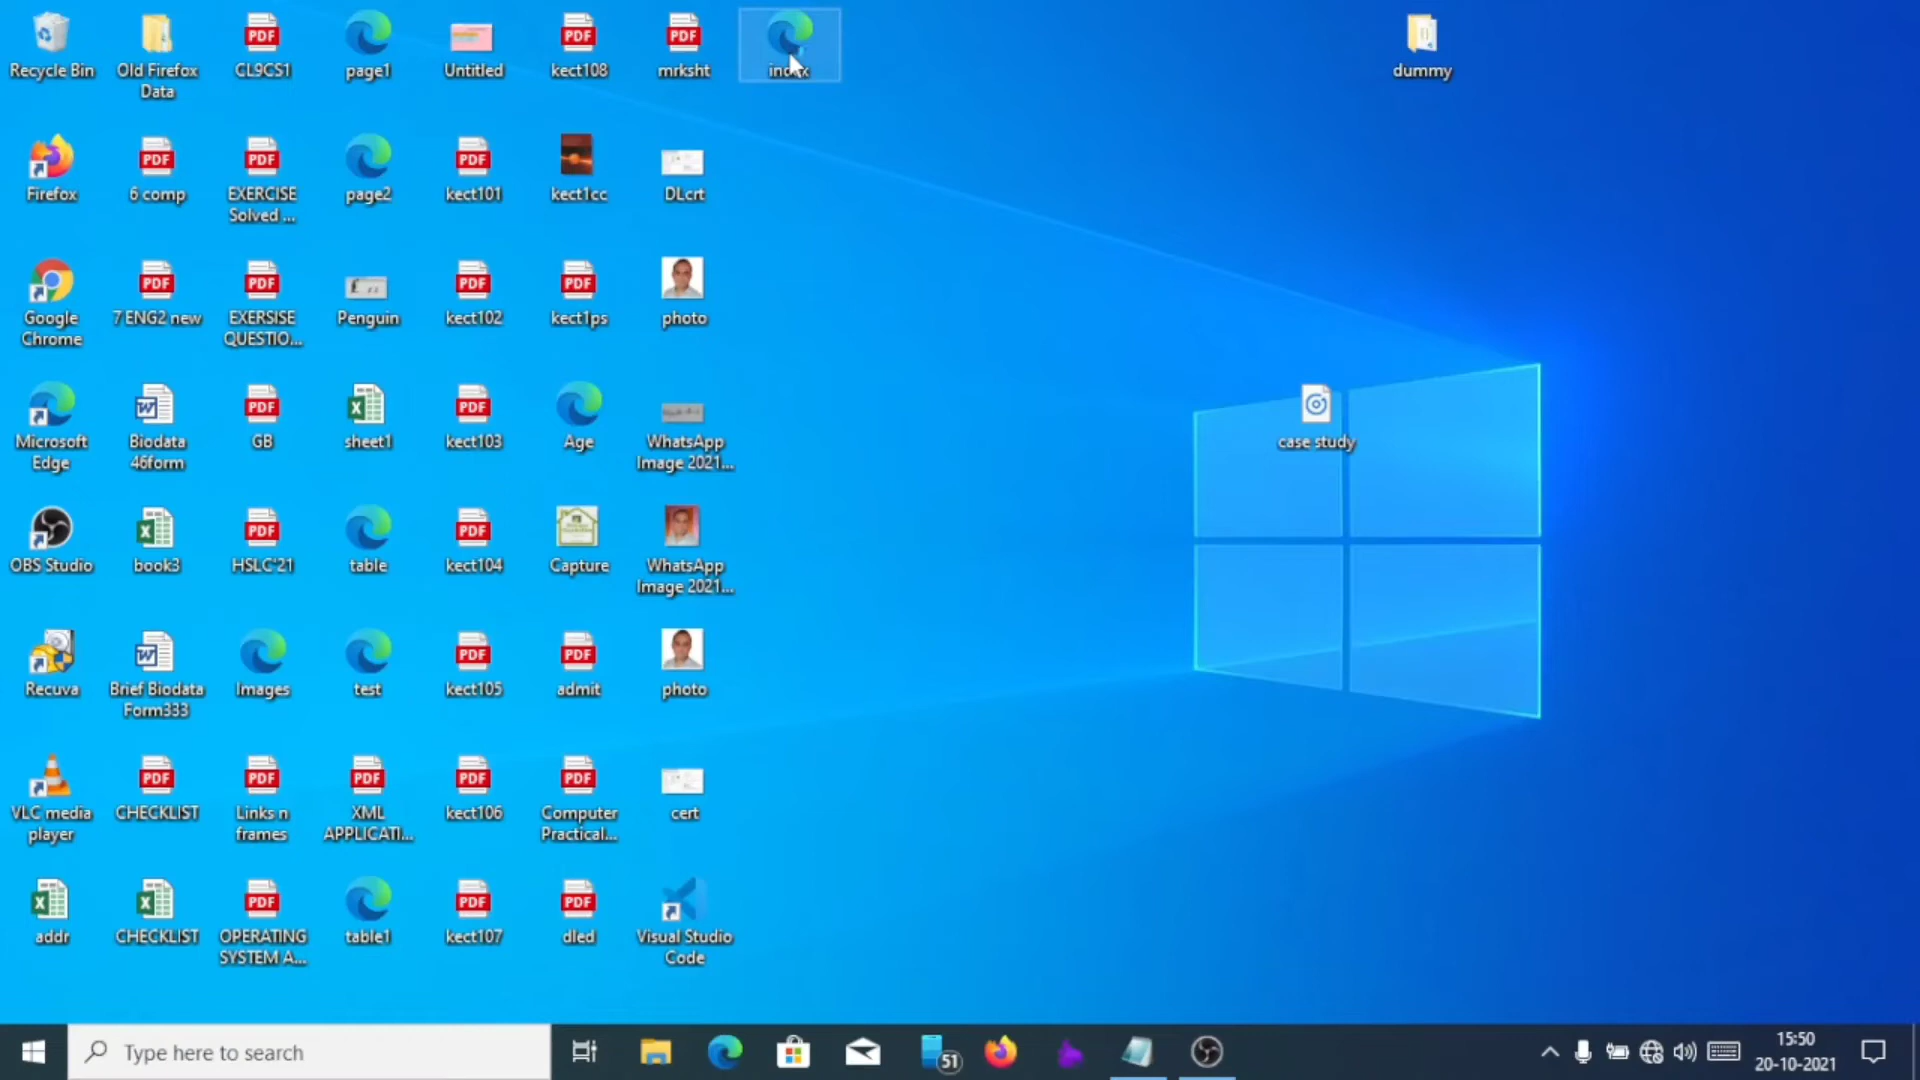 Recycle Bin
Old Firefox
Data
CL9CS1
page1
Untitled
kect108
mrksht
index
dummy
Firefox
6 comp
EXERCISE
Solved ...
page2
kect101
kect1cc
DLcrt
Google
Chrome
7 ENG2 new
EXERSISE
QUESTIO...
Penguin
kect102
kect1ps
photo
Microsoft
Edge
Biodata
46form
GB
sheet1
kect103
Age
WhatsApp
Image 2021...
case study
OBS Studio
book3
HSLC'21
table
kect104
Capture
WhatsApp
Image 2021...
Recuva
Brief Biodata
Form333
Images
test
kect105
admit
photo
VLC media
player
CHECKLIST
Links n
frames
XML
APPLICATI...
kect106
Computer
Practical...
cert
addr
CHECKLIST
OPERATING
SYSTEM A...
table1
kect107
dled
Visual Studio
Code
Type here to search
51
15:50
20-10-2021